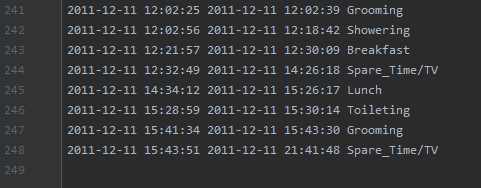 241 2011-12-11 12:02:25 2011-12-11 12:02:39 Grooming
242 2011-12-11 12:02:56 2011-12-11 12:18:42 Showering
243 2011-12-11 12:21:57 2011-12-11 12:30:09 Breakfast
244 2011-12-11 12:32:49 2011-12-11 14:26:18 Spare_Time/TV
245 2011-12-11 14:34:12 2011-12-11 15:26:17 Lunch
246 2011-12-11 15:28:59 2011-12-11 15:30:14 Toileting
247 2011-12-11 15:41:34 2011-12-11 15:43:30 Grooming
248 2011-12-11 15:43:51 2011-12-11 21:41:48 Spare_Time/TV
249